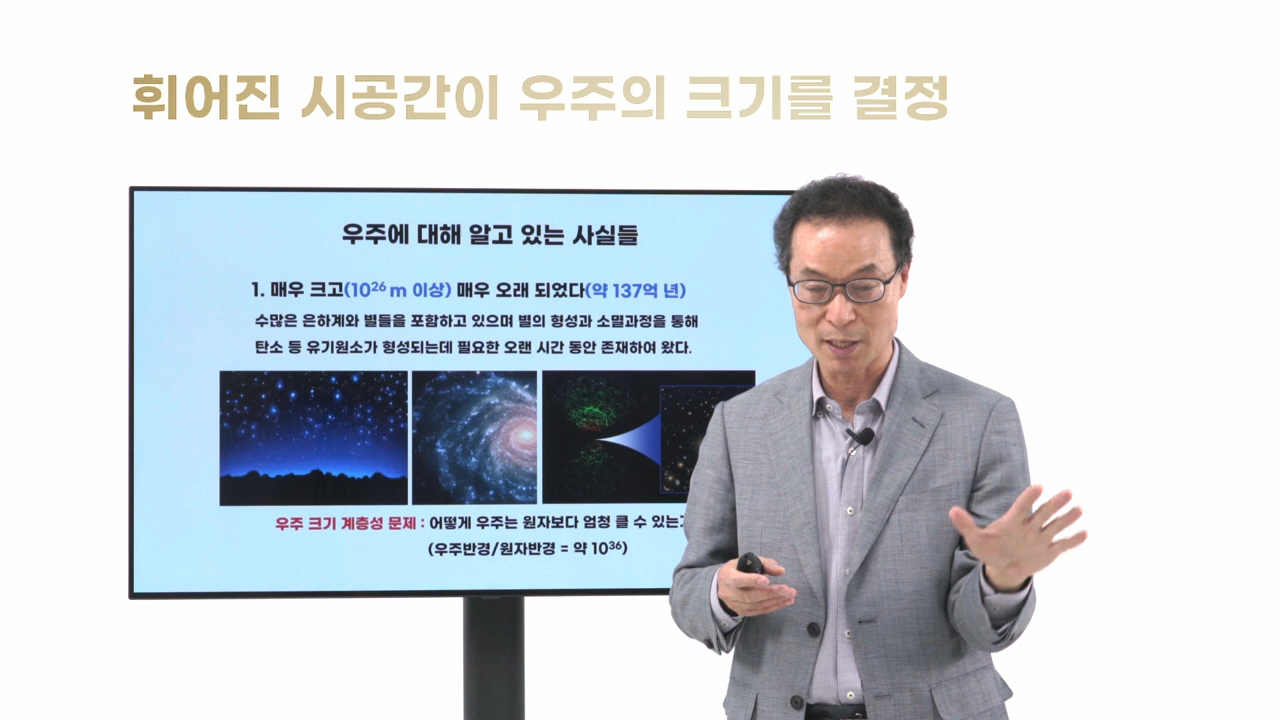 휘어진 시공간이 우주의 크기를 결정
우주에 대해 알고 있는 사실들
1. 매우 크고(10²⁶ m 이상) 매우 오래 되었다(약 137억 년)
수많은 은하계와 별들을 포함하고 있으며 별의 형성과 소멸과정을 통해
탄소 등 유기원소가 형성되는데 필요한 오랜 시간 동안 존재하여 왔다.
우주 크기 계층성 문제 : 어떻게 우주는 원자보다 엄청 클 수
(우주반경/원자반경 = 약 10³⁶)